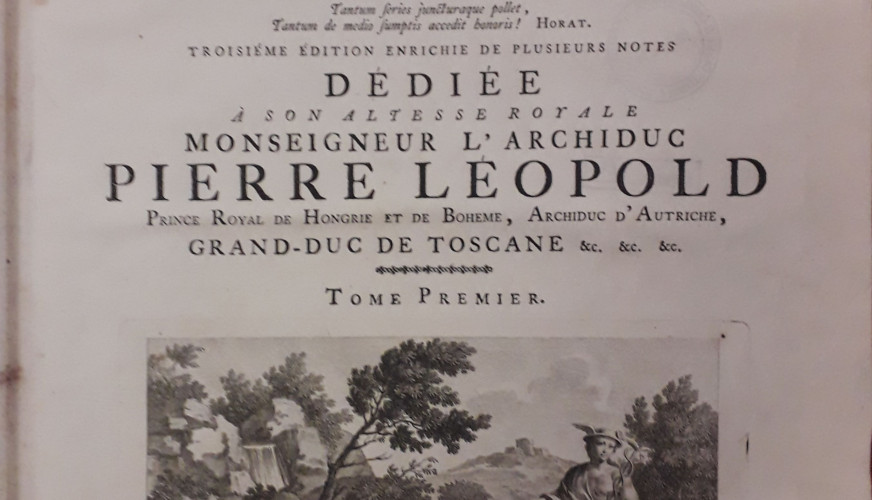 Tantum series juncturaque pollet,
Tantum de medio sumptis accedit honoris! HORAT.
TROISIÉME ÉDITION ENRICHIE DE PLUSIEURS NOTES
DÉDIÉE
À SON ALTESSE ROYALE
MONSEIGNEUR L'ARCHIDUC
PIERRE LÉOPOLD
PRINCE ROYAL DE HONGRIE ET DE BOHEME, ARCHIDUC D'AUTRICHE,
GRAND-DUC DE TOSCANE &c. &c. &c.
TOME PREMIER.